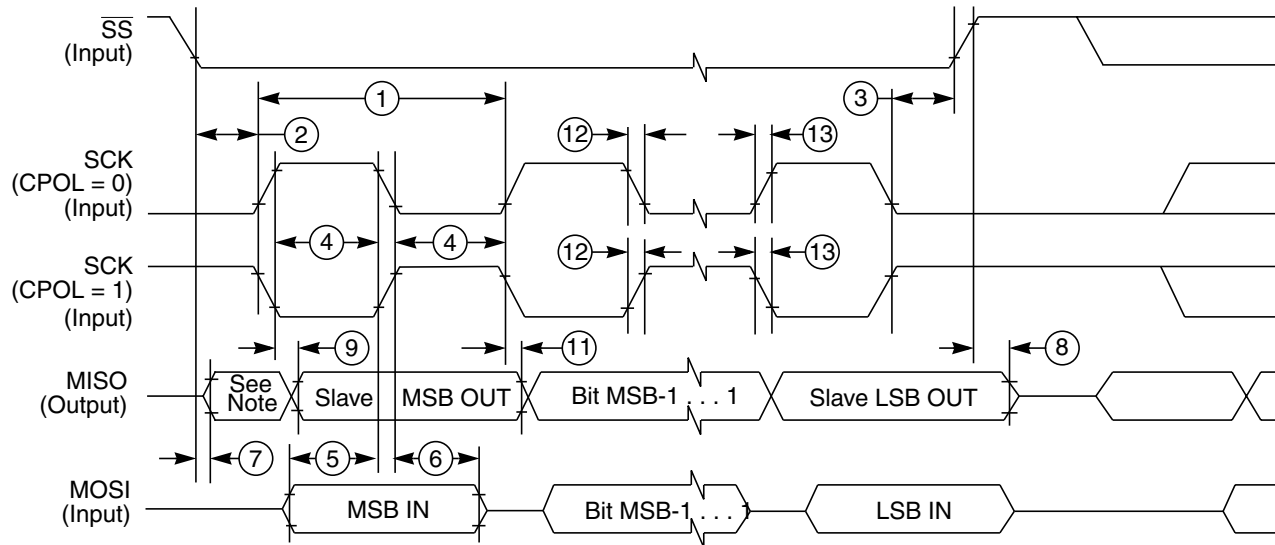 SS
(Input)
1
3
2
12
13
SCK
(CPOL = 0)
(Input)
4
4
SCK
(CPOL = 1)
(Input)
12
13
9
11
8
MISO
(Output)
See
Note
Slave
MSB OUT
Bit MSB-1 . . . 1
Slave LSB OUT
7
5
6
MOSI
(Input)
MSB IN
Bit MSB-1 . . . 1
LSB IN